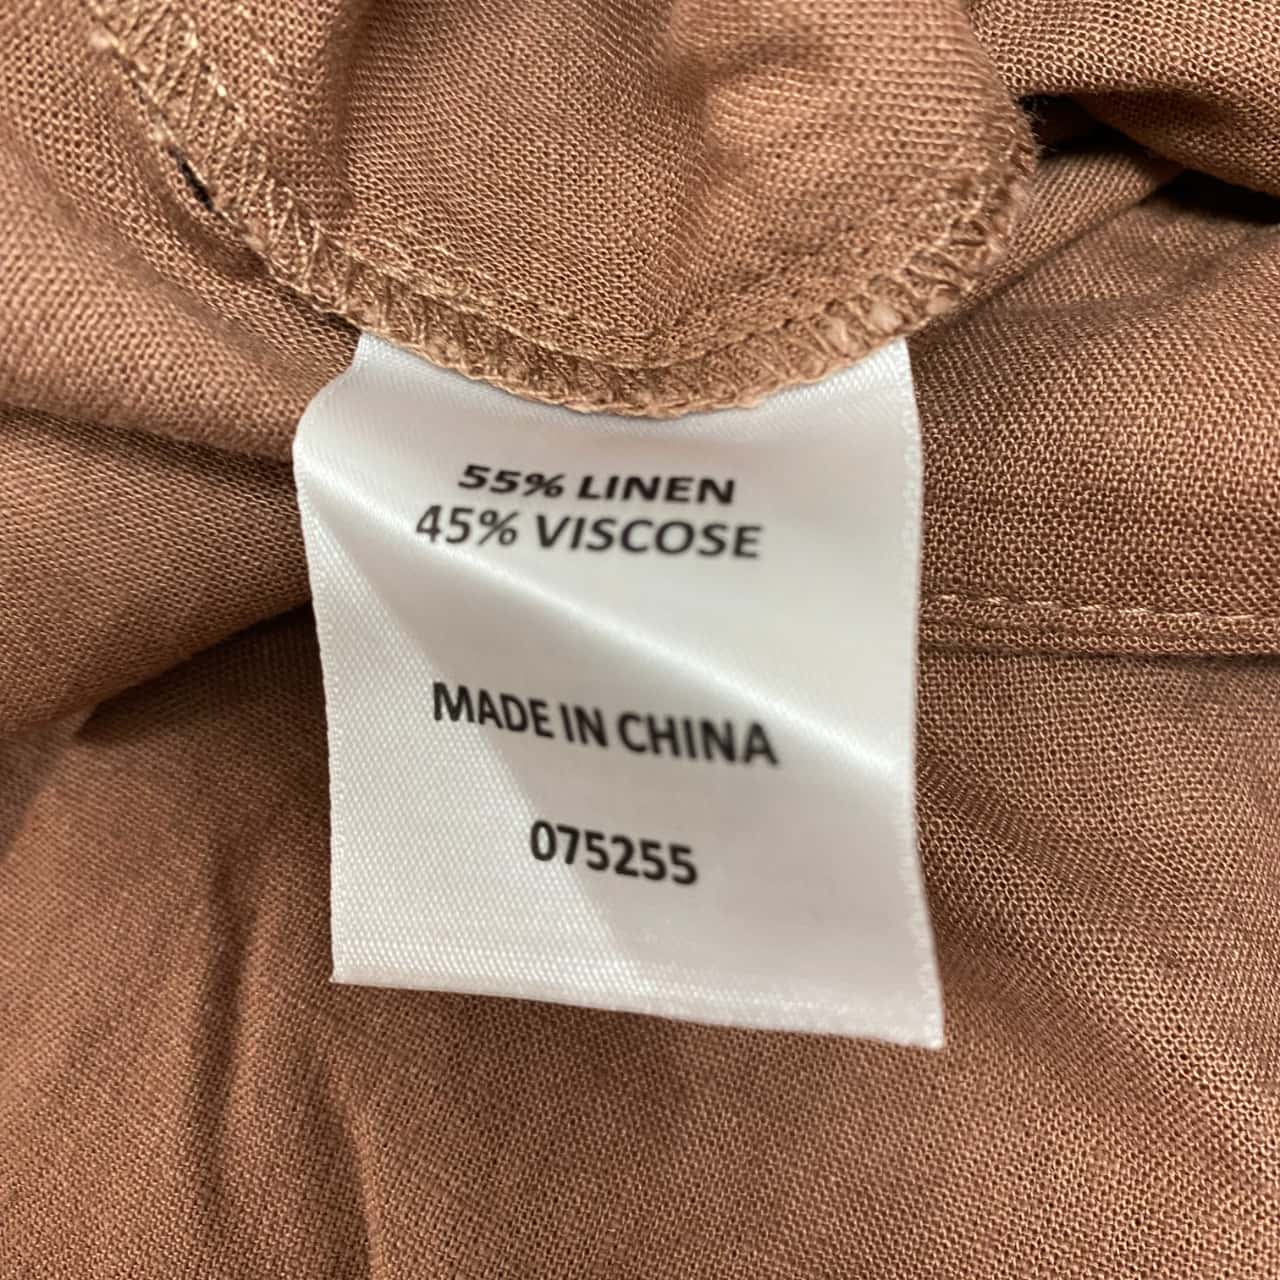 55% LINEN
45% VISCOSE
MADE IN CHINA
075255